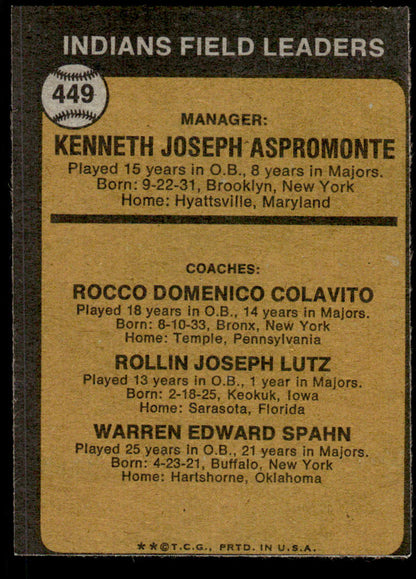 INDIANS FIELD LEADERS
449
MANAGER:
KENNETH JOSEPH ASPROMONTE
Played 15 years in O.B., 8 years in Majors.
Born: 9-22-31, Brooklyn, New York
Home: Hyattsville, Maryland
COACHES:
ROCCO DOMENICO COLAVITO
Played 18 years in O.B., 14 years in Majors.
Born: 8-10-33, Bronx, New York
Home: Temple, Pennsylvania
ROLLIN JOSEPH LUTZ
Played 13 years in O.B., 1 year in Majors.
Born: 2-18-25, Keokuk, Iowa
Home: Sarasota, Florida
WARREN EDWARD SPAHN
Played 25 years in O.B., 21 years in Majors.
Born: 4-23-21, Buffalo, New York
Home: Hartshorne, Oklahoma
**©T.C.G., PRTD. IN U.S.A.